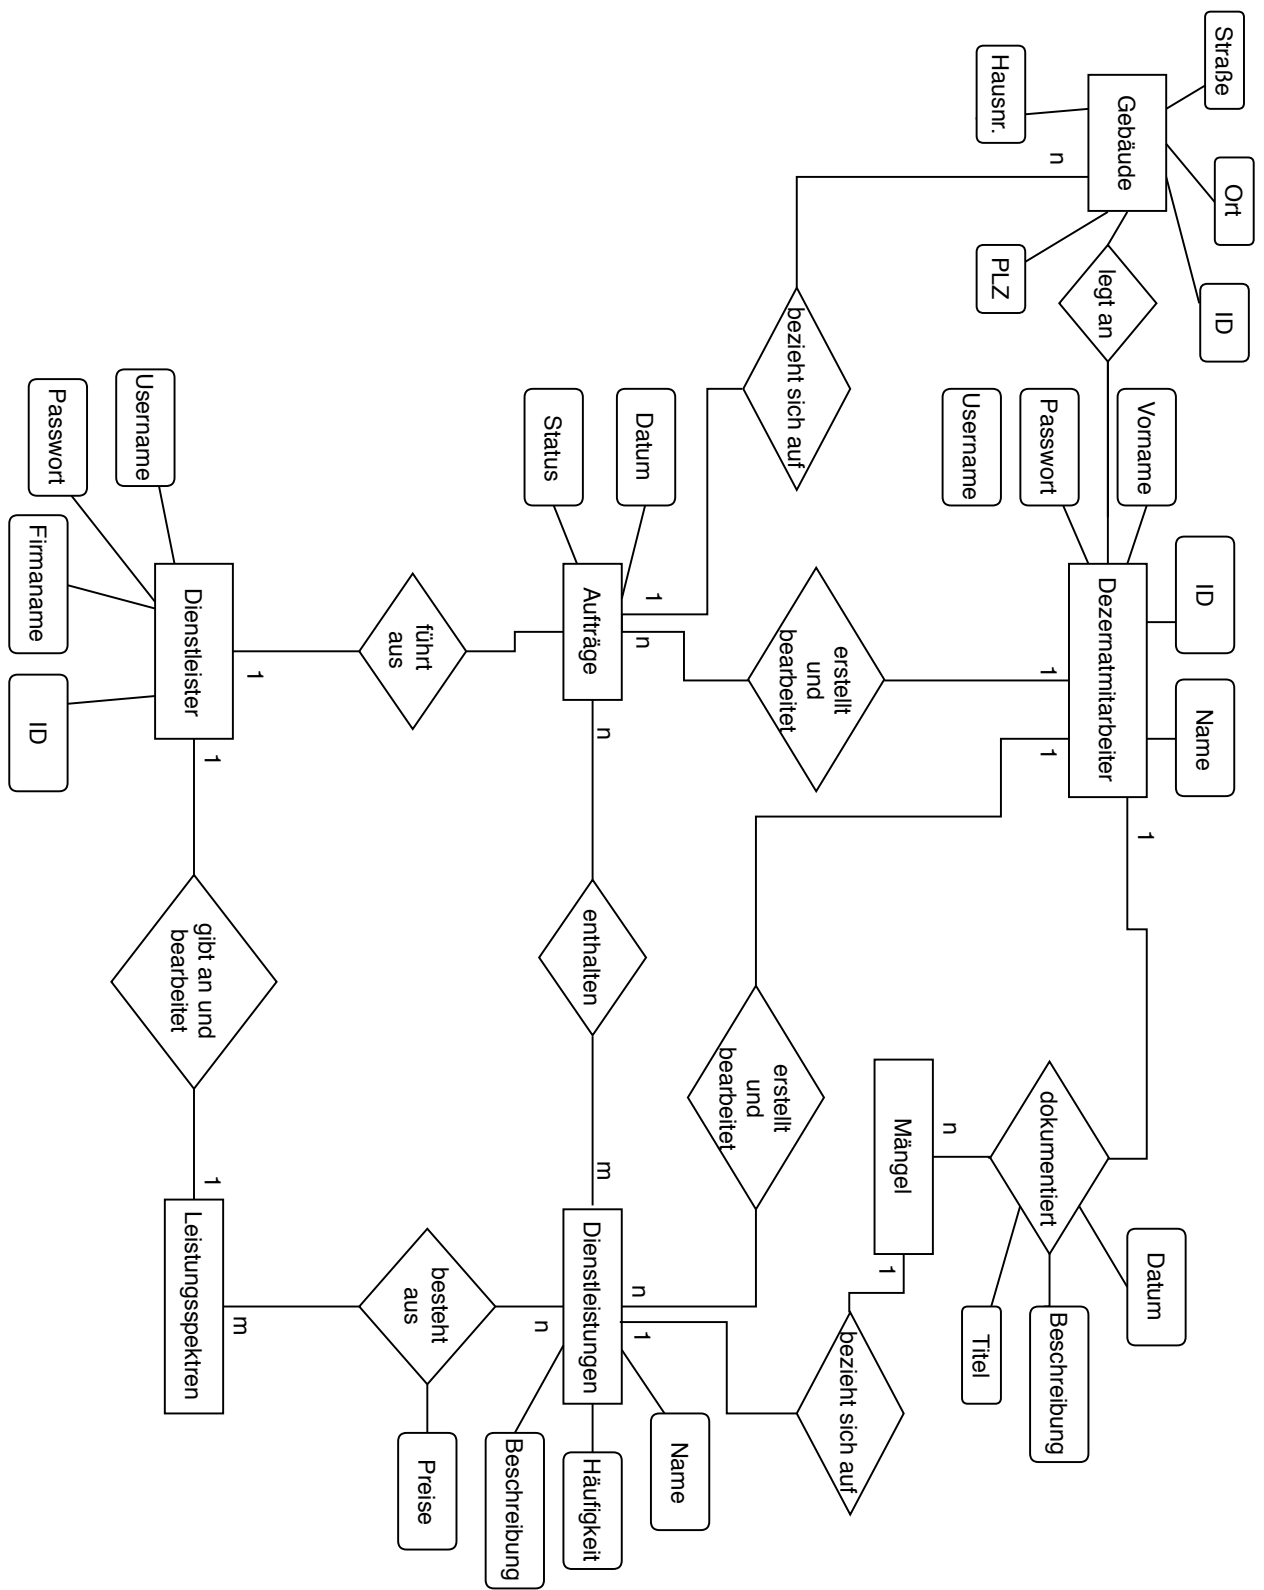 Straße
Ort
ID
Hausnr.
Gebäude
n
PLZ
legt an
Vorname
Passwort
Username
ID
Name
Dezernatmitarbeiter
1
1
1
bezieht sich auf
1
n
erstellt
und
bearbeitet
Datum
Status
Aufträge
n
enthalten
m
führt
aus
Username
Passwort
Firmaname
ID
Dienstleister
1
1
gibt an und
bearbeitet
1
Leistungsspektren
m
besteht
aus
Preise
n
Dienstleistungen
n
1
Name
Häufigkeit
Beschreibung
erstellt
und
bearbeitet
bezieht sich auf
1
Mängel
n
dokumentiert
Datum
Beschreibung
Titel